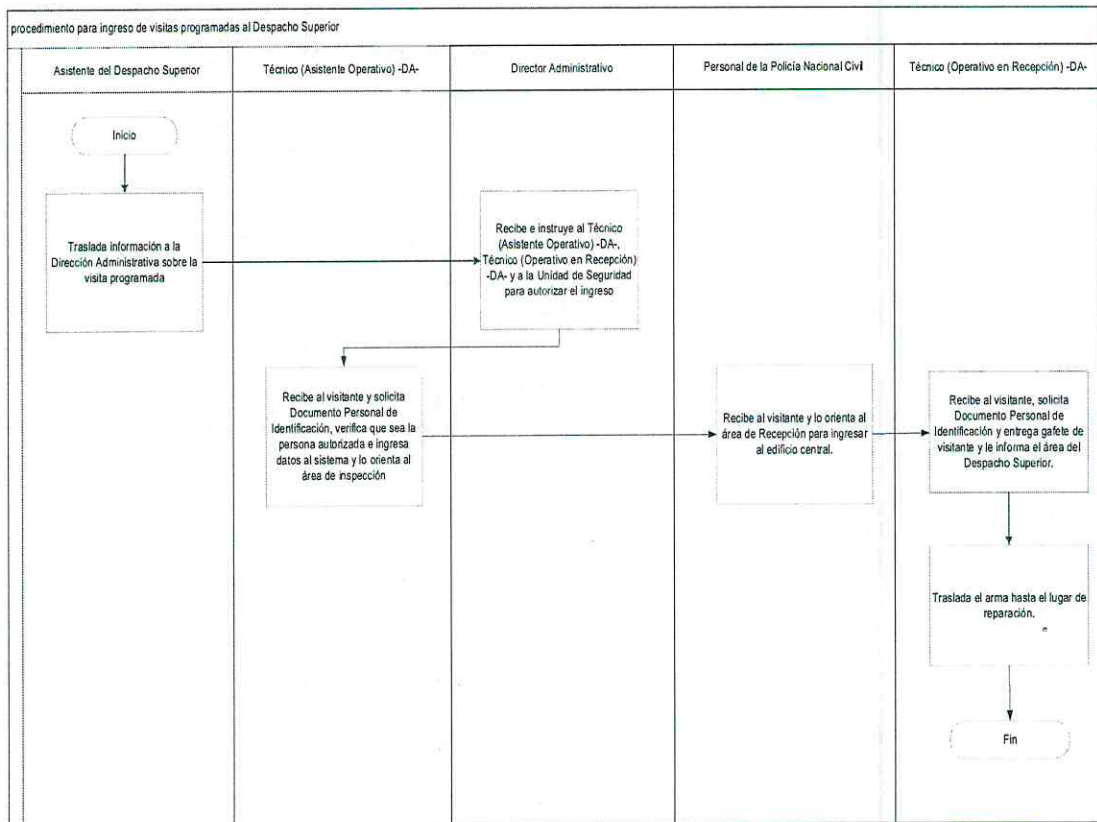 procedimiento para ingreso de visitas programadas al Despacho Superior
Asistente del Despacho Superior
Técnico (Asistente Operativo) -DA-
Director Administrativo
Personal de la Policía Nacional Civil
Técnico (Operativo en Recepción) -DA-
Inicio
Traslada información a la
Dirección Administrativa sobre la
visita programada
Recibe e instruye al Técnico
(Asistente Operativo) -DA-,
Técnico (Operativo en Recepción)
-DA- y a la Unidad de Seguridad
para autorizar el ingreso
Recibe al visitante y solicita
Documento Personal de
Identificación, verifica que sea la
persona autorizada e ingresa
datos al sistema y lo orienta al
área de inspección
Recibe al visitante y lo orienta al
área de Recepción para ingresar
al edificio central.
Recibe al visitante, solicita
Documento Personal de
Identificación y entrega gafete de
visitante y le informa el área del
Despacho Superior.
Traslada el arma hasta el lugar de
reparación.
Fin